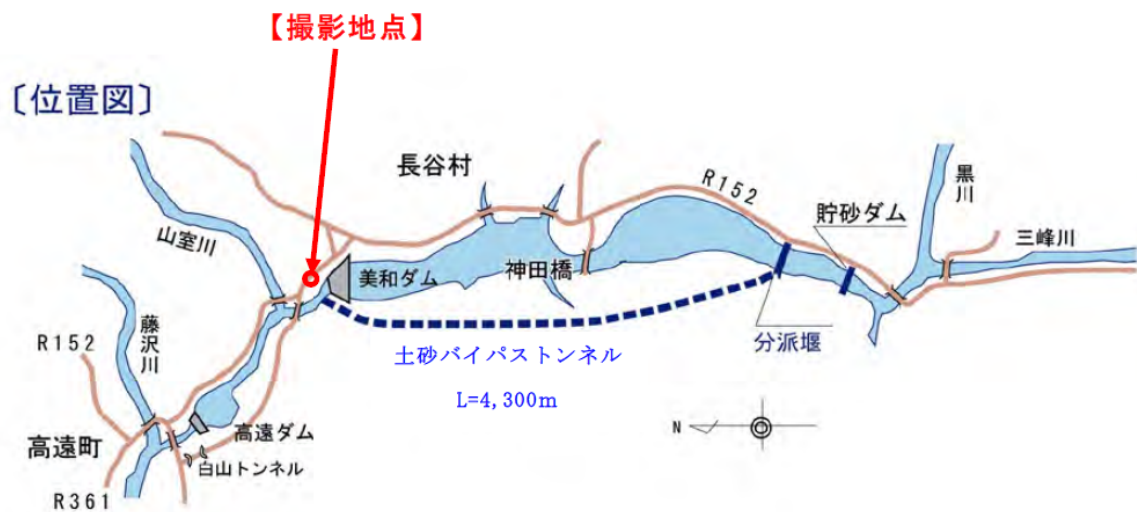 【撮影地点】
〔位置図〕
長谷村
R152
黒川
貯砂ダム
三峰川
山室川
美和ダム
神田橋
藤沢川
R152
土砂バイパストンネル
L=4,300m
分派堰
N
高遠町
高遠ダム
白山トンネル
R361